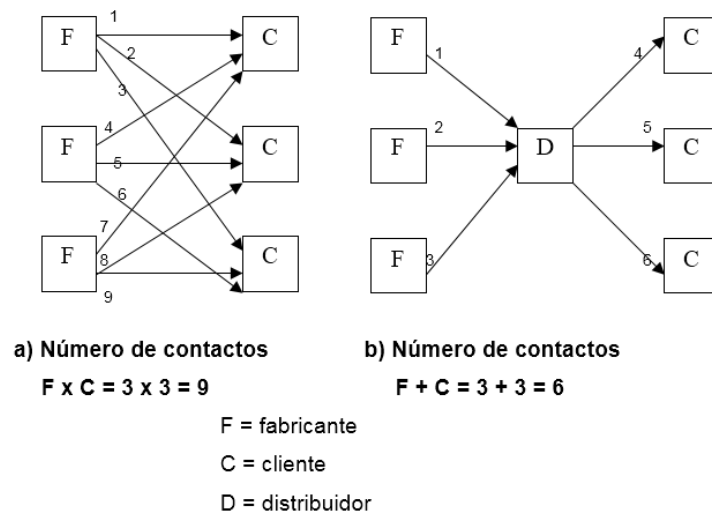 F
1
C
2
3
F
4
C
5
6
F
7
C
8
9
F
1
4
C
F
2
D
5
C
F
3
6
C
a) Número de contactos
F x C = 3 x 3 = 9
b) Número de contactos
F + C = 3 + 3 = 6
F = fabricante
C = cliente
D = distribuidor